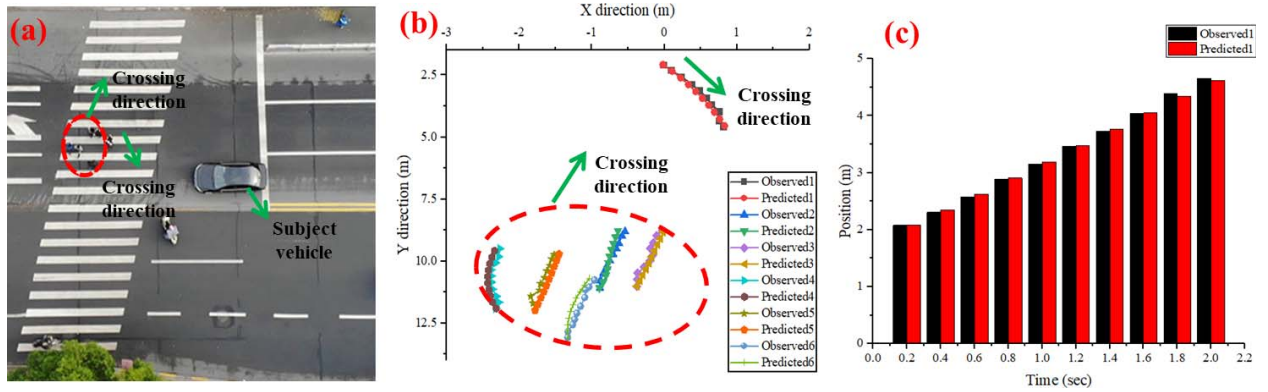 (a)
Crossing
direction
Crossing
direction
Subject
vehicle
(b)
X direction (m)
-3 -2 -1 0 1 2
2.5
5.0
7.5
10.0
12.5
Y direction (m)
Crossing
direction
Crossing
direction
Observed1
Predicted1
Observed2
Predicted2
Observed3
Predicted3
Observed4
Predicted4
Observed5
Predicted5
Observed6
Predicted6
(c)
Observed1
Predicted1
5
4
3
2
1
0
Position (m)
0.0 0.2 0.4 0.6 0.8 1.0 1.2 1.4 1.6 1.8 2.0 2.2
Time (sec)